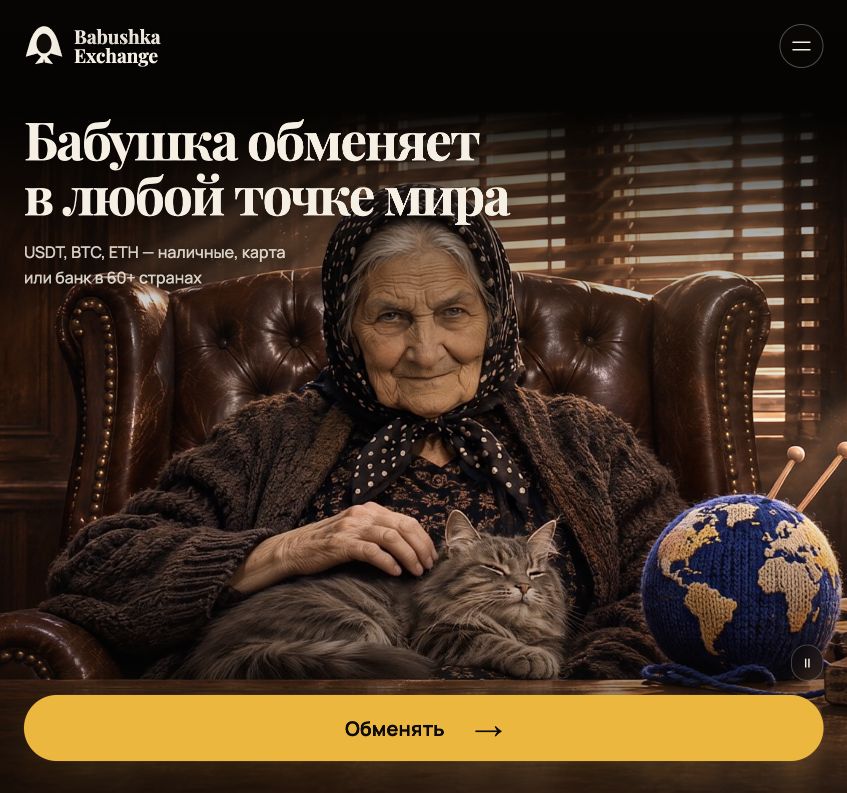 Babushka
Exchange
Бабушка обменяет
в любой точке мира
USDT, BTC, ETH — наличные, карта
или банк в 60+ странах
Обменять →